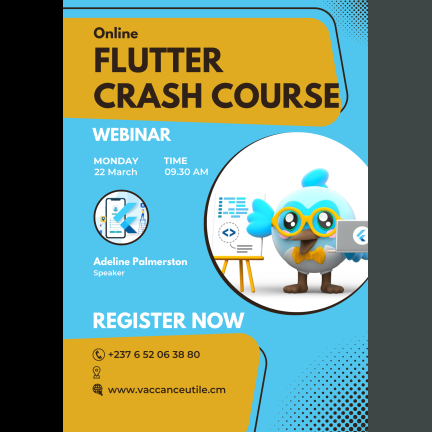 Online
FLUTTER
CRASH COURSE
WEBINAR
MONDAY TIME
22 March 09.30 AM
Adeline Palmerston
Speaker
REGISTER NOW
+237 6 52 06 38 80
www.vaccanceutile.cm